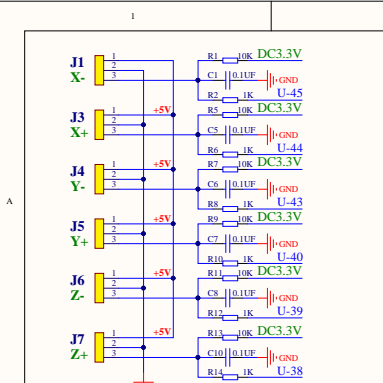 1
A
J1
X-
1
2
3
R1 10K DC3.3V
C1 0.1UF GND
R2 1K U-45
J3
X+
1
2
3
+5V
R5 10K DC3.3V
C5 0.1UF GND
R6 1K U-44
J4
Y-
1
2
3
+5V
R7 10K DC3.3V
C6 0.1UF GND
R8 1K U-43
J5
Y+
1
2
3
+5V
R9 10K DC3.3V
C7 0.1UF GND
R10 1K U-40
J6
Z-
1
2
3
+5V
R11 10K DC3.3V
C8 0.1UF GND
R12 1K U-39
J7
Z+
1
2
3
+5V
R13 10K DC3.3V
C10 0.1UF GND
R14 1K U-38